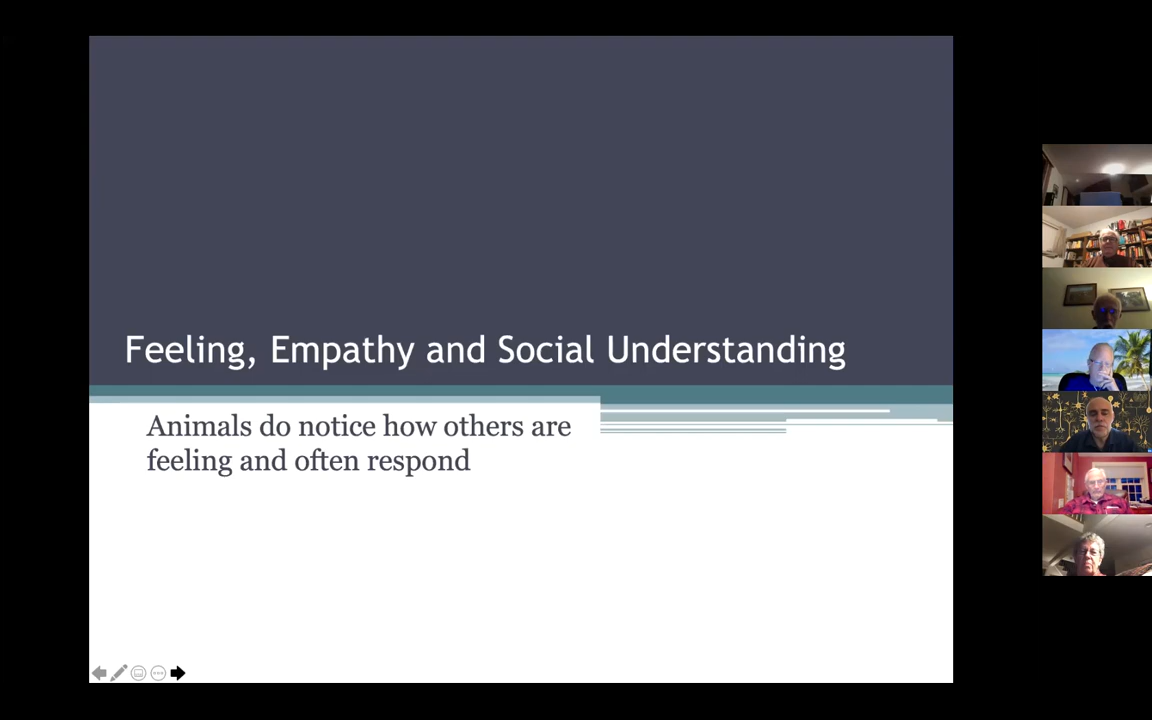 Feeling, Empathy and Social Understanding
Animals do notice how others are
feeling and often respond